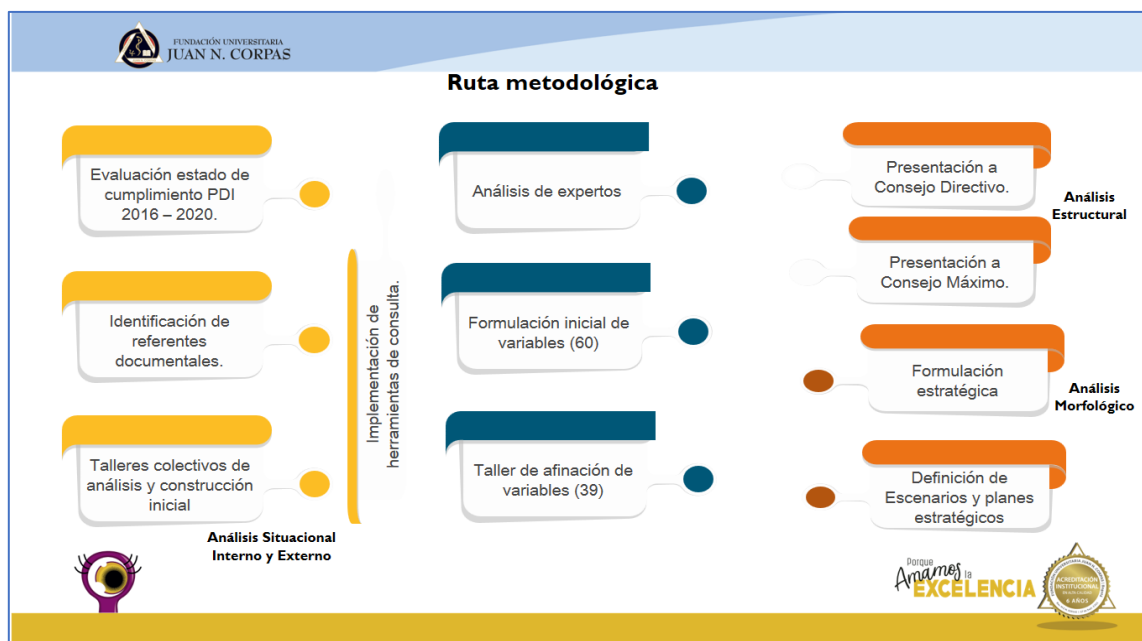 FUNDACIÓN UNIVERSITARIA
JUAN N. CORPAS
Ruta metodológica
Evaluación estado de
cumplimiento PDI
2016 – 2020.
Identificación de
referentes
documentales.
Talleres colectivos de
análisis y construcción
inicial
Análisis Situacional
Interno y Externo
Implementación de
herramientas de consulta.
Análisis de expertos
Formulación inicial de
variables (60)
Taller de afinación de
variables (39)
Presentación a
Consejo Directivo.
Análisis
Estructural
Presentación a
Consejo Máximo.
Formulación
estratégica
Análisis
Morfológico
Definición de
Escenarios y planes
estratégicos
Porque
Amamos la
EXCELENCIA
ACREDITACIÓN
INSTITUCIONAL
EN ALTA CALIDAD